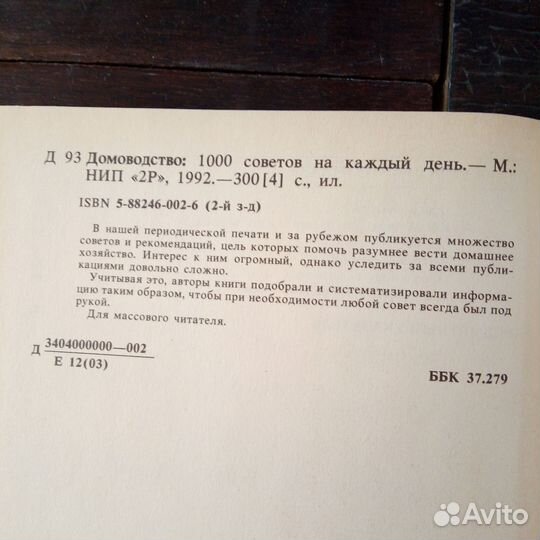 Д 93 Домоводство: 1000 советов на каждый день.— М.:
НИП «2Р», 1992.—300[4] с., ил.
ISBN 5-88246-002-6 (2-й з-д)
В нашей периодической печати и за рубежом публикуется множество
советов и рекомендаций, цель которых помочь разумнее вести домашнее
хозяйство. Интерес к ним огромный, однако уследить за всеми публи-
кациями довольно сложно.
Учитывая это, авторы книги подобрали и систематизировали информа-
цию таким образом, чтобы при необходимости любой совет всегда был под
рукой.
Для массового читателя.
Д 3404000000—002
Е 12(03)
ББК 37.279
Avito